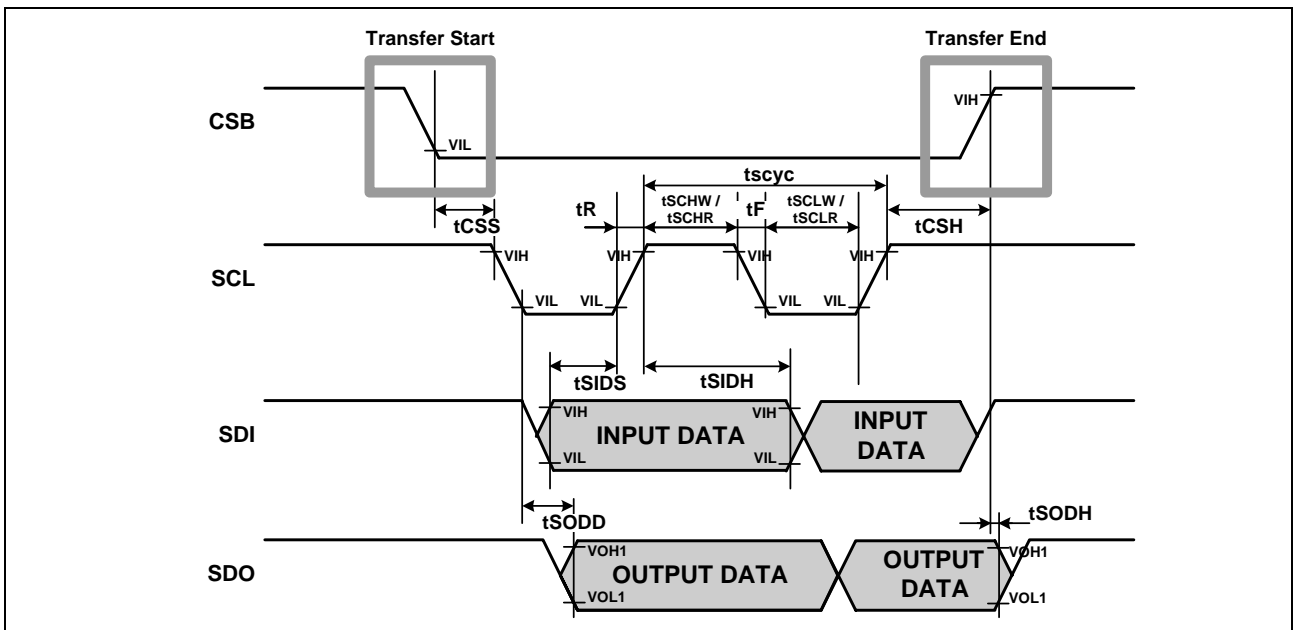 Transfer Start
Transfer End
CSB
VIL
VIH
tscyc
tCSS
tR
tSCHW /
tSCHR
tF
tSCLW /
tSCLR
tCSH
SCL
VIH
VIH
VIH
VIH
VIL
VIL
VIL
VIL
tSIDS
tSIDH
SDI
VIH
VIH
INPUT DATA
VIL
VIL
INPUT
DATA
tSODD
tSODH
SDO
VOH1
OUTPUT DATA
VOL1
OUTPUT
DATA
VOH1
VOL1